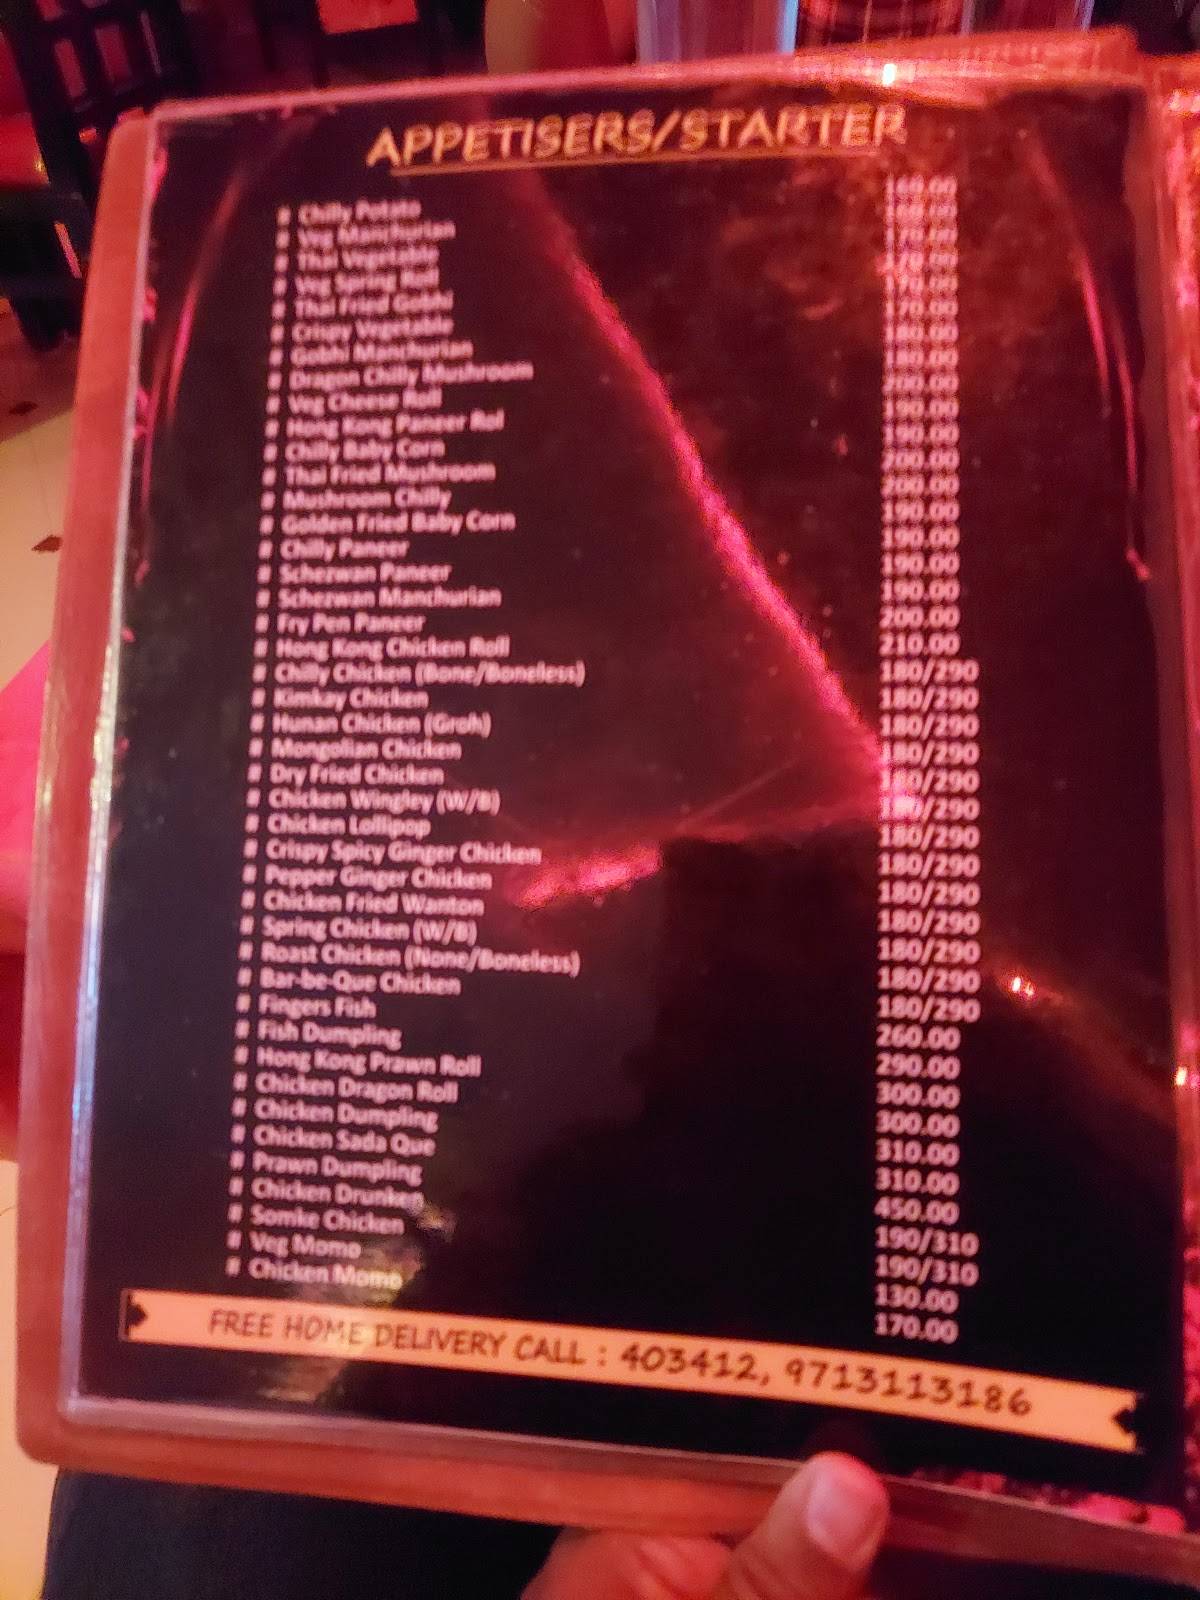 APPETISERS/STARTER
# Chilly Potato 160.00
# Veg Manchurian 160.00
# Thai Vegetable 170.00
# Veg Spring Roll 170.00
# Thai Fried Gobhi 170.00
# Crispy Vegetable 170.00
# Gobhi Manchurian 180.00
# Dragon Chilly Mushroom 180.00
# Veg Cheese Roll 200.00
# Hong Kong Paneer Rol 190.00
# Chilly Baby Corn 190.00
# Thai Fried Mushroom 200.00
# Mushroom Chilly 200.00
# Golden Fried Baby Corn 190.00
# Chilly Paneer 190.00
# Schezwan Paneer 190.00
# Schezwan Manchurian 190.00
# Fry Pen Paneer 200.00
# Hong Kong Chicken Roll 210.00
# Chilly Chicken (Bone/Boneless) 180/290
# Kimkay Chicken 180/290
# Hunan Chicken (Groh) 180/290
# Mongolian Chicken 180/290
# Dry Fried Chicken 180/290
# Chicken Wingley (W/B) 180/290
# Chicken Lollipop 180/290
# Crispy Spicy Ginger Chicken 180/290
# Pepper Ginger Chicken 180/290
# Chicken Fried Wanton 180/290
# Spring Chicken (W/B) 180/290
# Roast Chicken (None/Boneless) 180/290
# Bar-be-Que Chicken 180/290
# Fingers Fish 260.00
# Fish Dumpling 290.00
# Hong Kong Prawn Roll 300.00
# Chicken Dragon Roll 300.00
# Chicken Dumpling 310.00
# Chicken Sada Que 310.00
# Prawn Dumpling 450.00
# Chicken Drunken 190/310
# Somke Chicken 190/310
# Veg Momo 130.00
# Chicken Momo 170.00
FREE HOME DELIVERY CALL : 403412, 9713113186